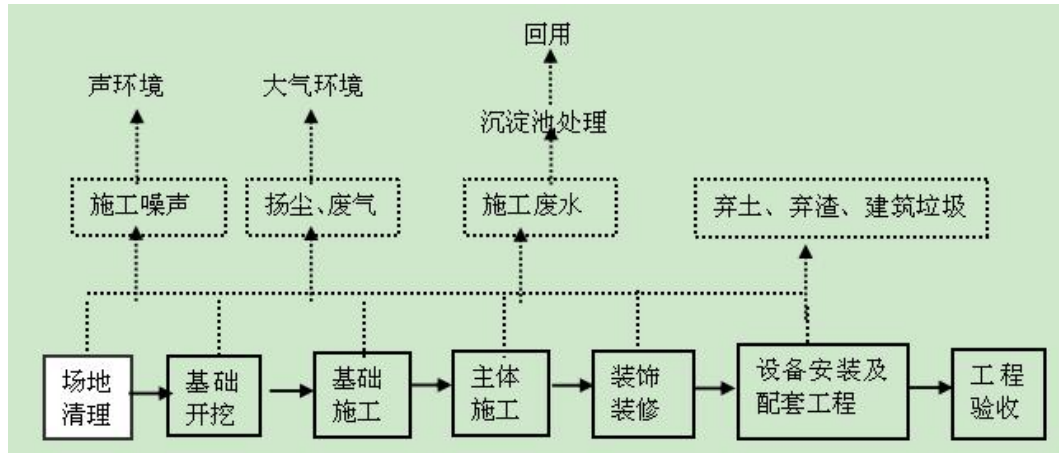 回用
声环境
大气环境
沉淀池处理
施工噪声
扬尘、废气
施工废水
弃土、弃渣、建筑垃圾
场地
清理
基础
开挖
基础
施工
主体
施工
装饰
装修
设备安装及
配套工程
工程
验收